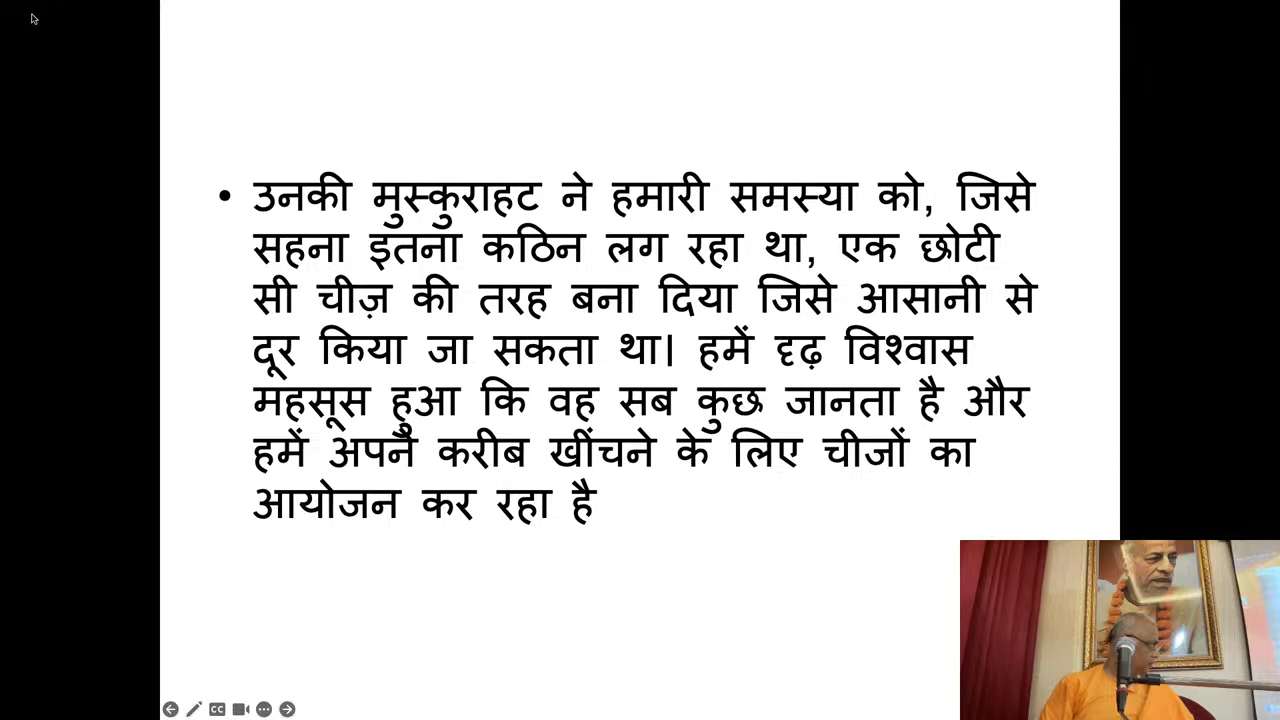 • उनकी मुस्कुराहट ने हमारी समस्या को, जिसे
सहना इतना कठिन लग रहा था, एक छोटी
सी चीज़ की तरह बना दिया जिसे आसानी से
दूर किया जा सकता था। हमें दृढ़ विश्वास
महसूस हुआ कि वह सब कुछ जानता है और
हमें अपने करीब खींचने के लिए चीजों का
आयोजन कर रहा है
CC